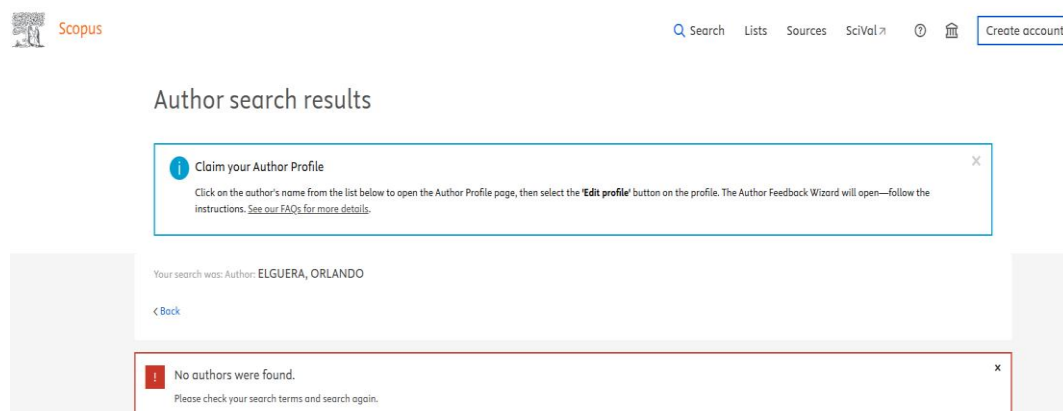 Scopus
Search Lists Sources SciVal Create account
Author search results
Claim your Author Profile
Click on the author's name from the list below to open the Author Profile page, then select the 'Edit profile' button on the profile. The Author Feedback Wizard will open—follow the
instructions. See our FAQs for more details.
Your search was: Author: ELGUERA, ORLANDO
Back
No authors were found.
Please check your search terms and search again.